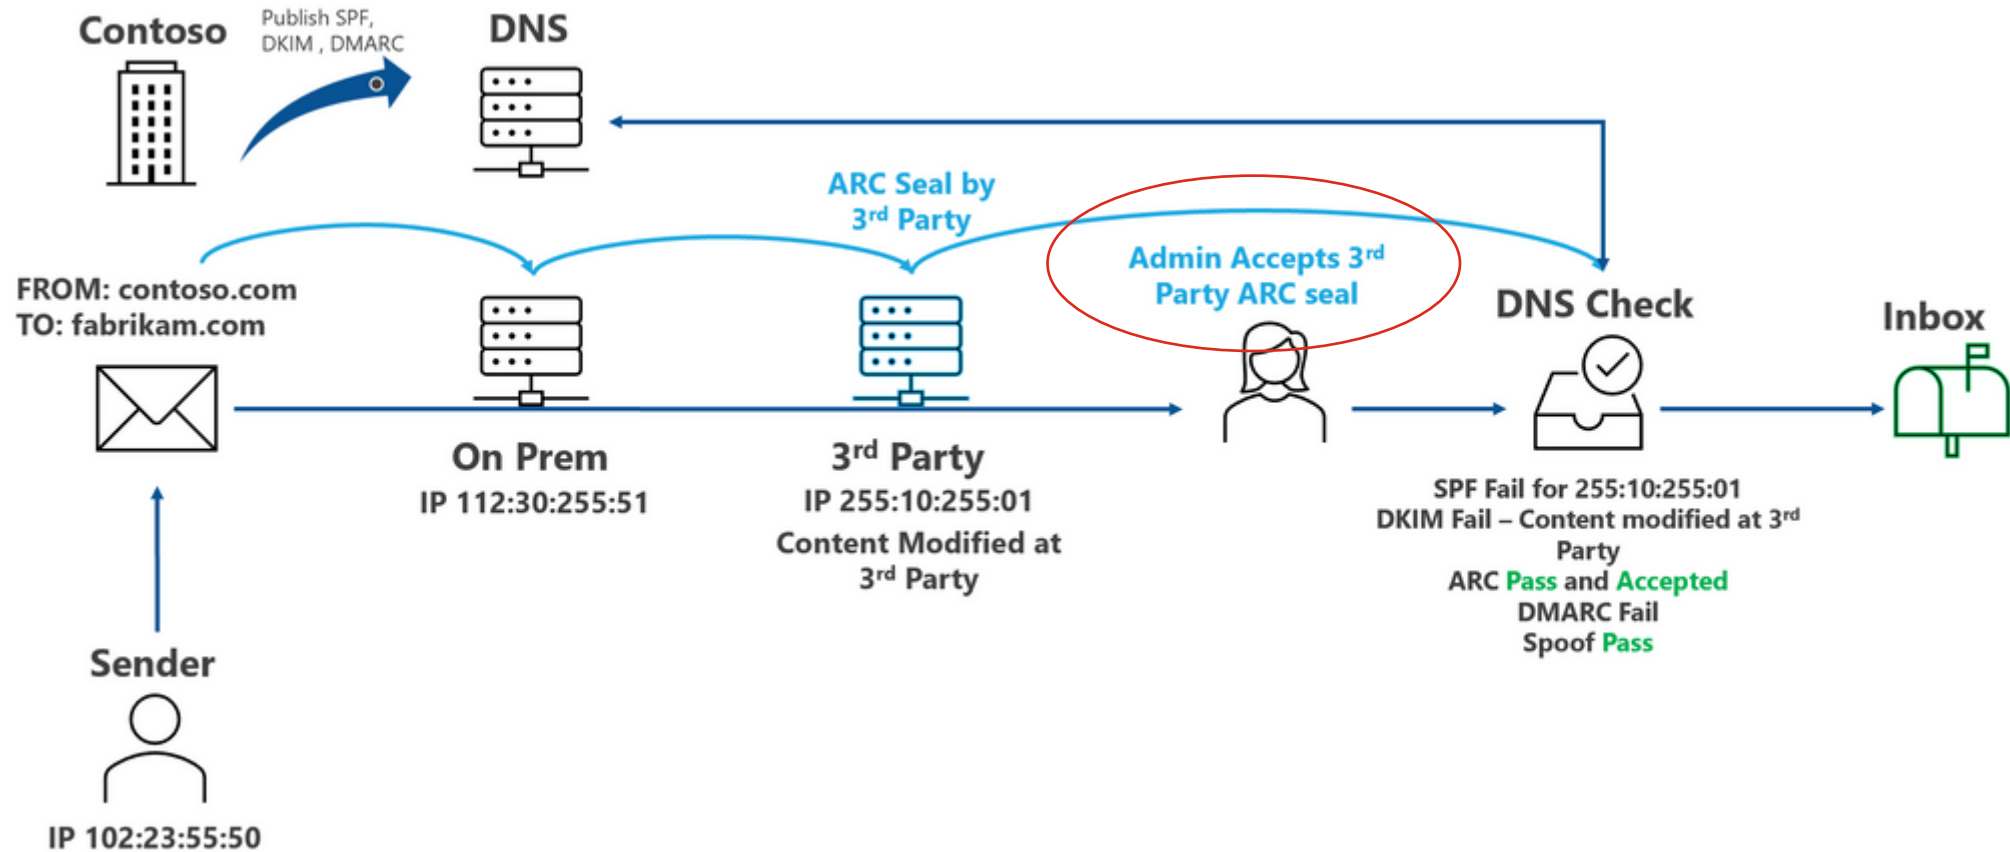 Contoso
Publish SPF,
DKIM , DMARC
DNS
ARC Seal by
3rd Party
Admin Accepts 3rd
Party ARC seal
FROM: contoso.com
TO: fabrikam.com
DNS Check
Inbox
On Prem
IP 112:30:255:51
3rd Party
IP 255:10:255:01
Content Modified at
3rd Party
SPF Fail for 255:10:255:01
DKIM Fail – Content modified at 3rd
Party
ARC Pass and Accepted
DMARC Fail
Spoof Pass
Sender
IP 102:23:55:50